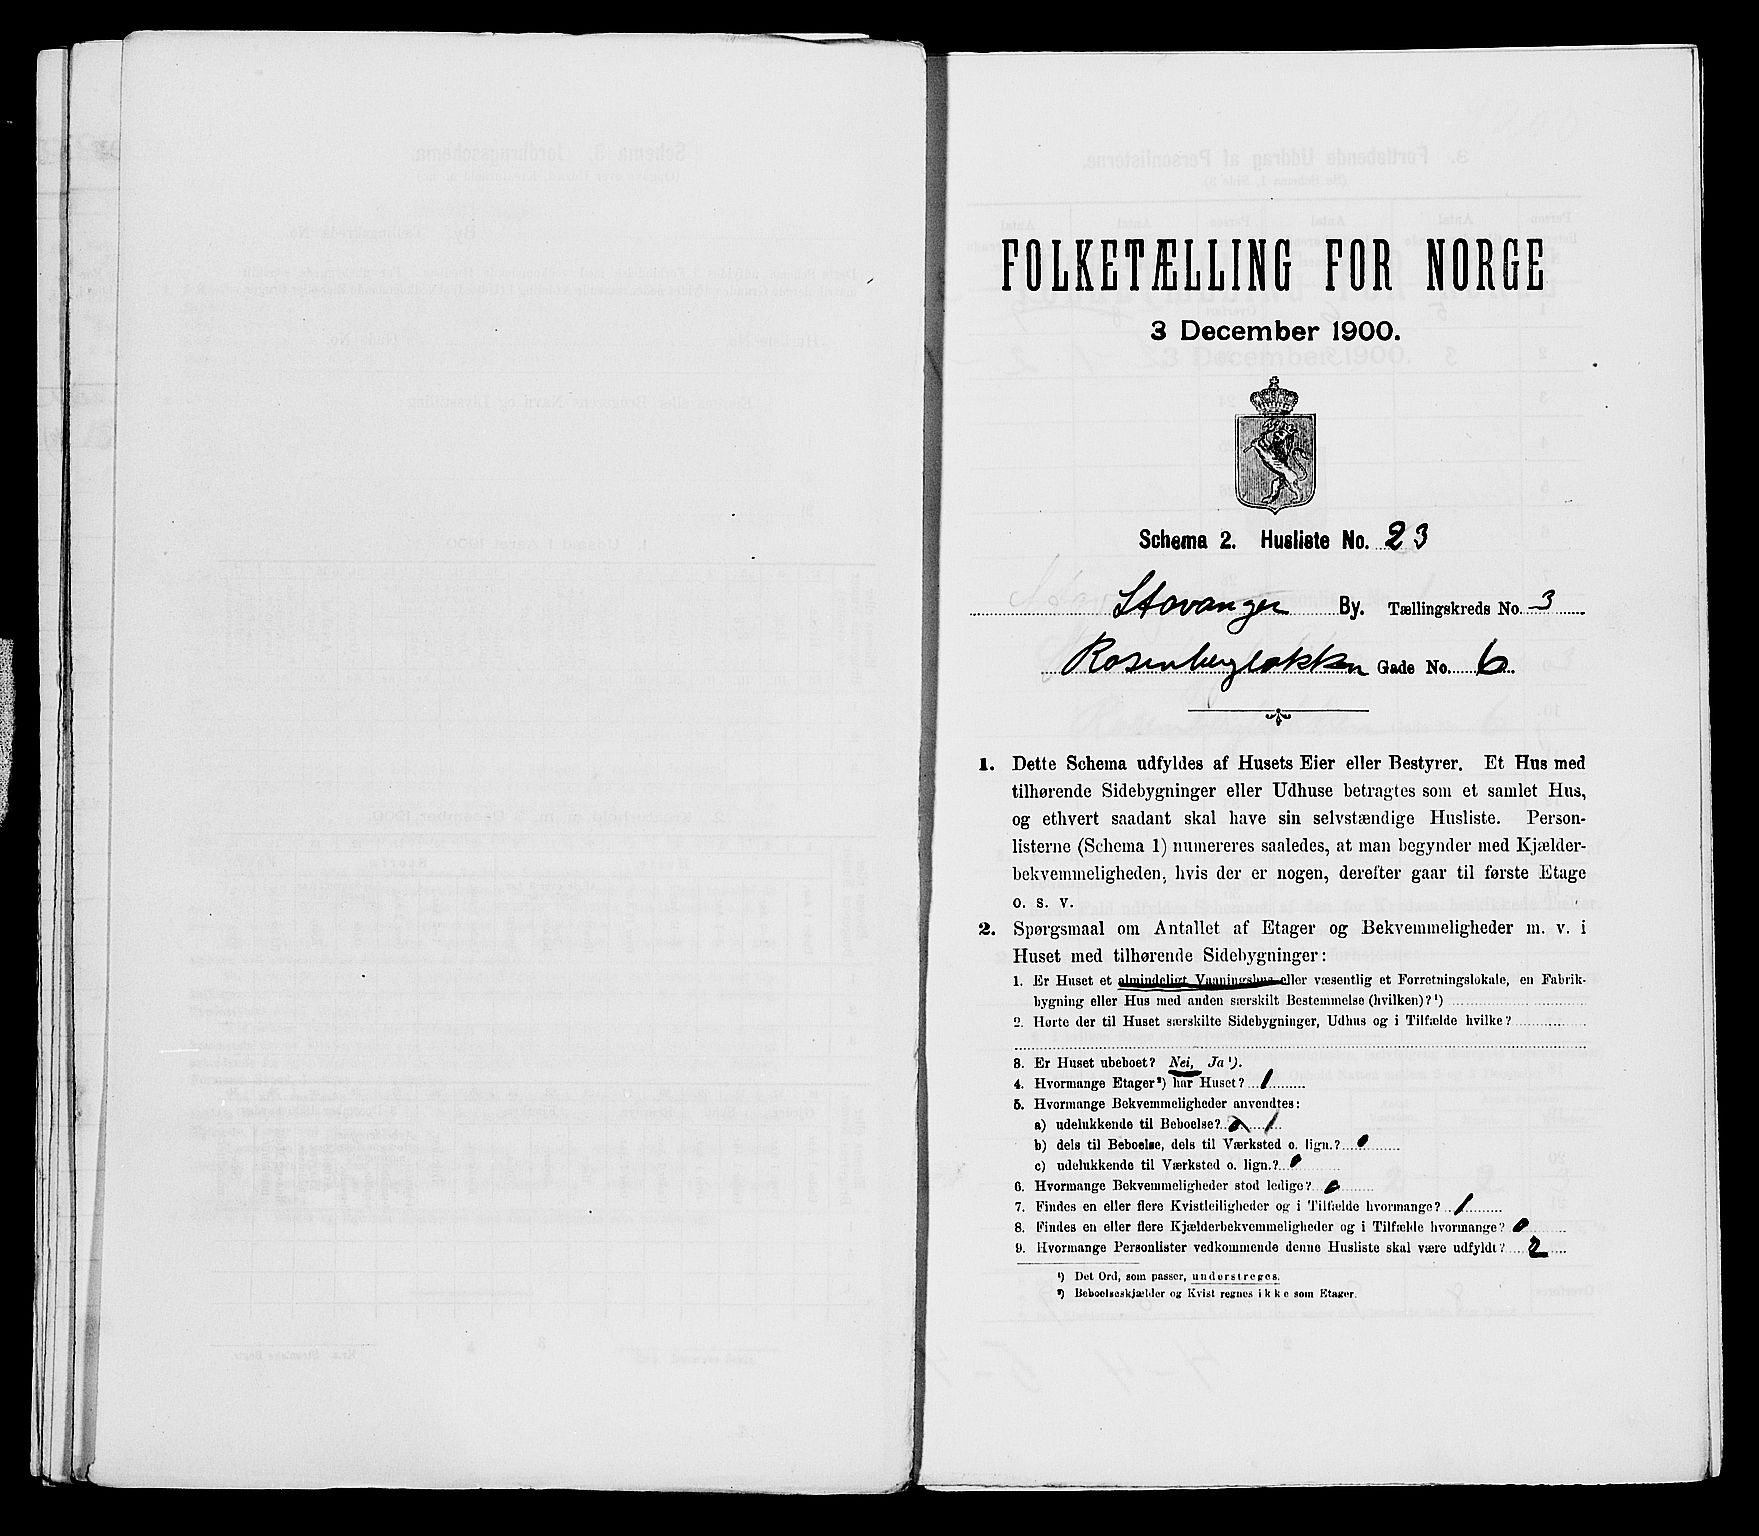 FOLKETÆLLING FOR NORGE
3 December 1900.
Schema 2. Husliste No. 23
Stavanger By. Tællingskreds No. 3
Rosenbergløkken Gade No. 6
1. Dette Schema udfyldes af Husets Eier eller Bestyrer. Et Hus med
tilhørende Sidebygninger eller Udhuse betragtes som et samlet Hus,
og ethvert saadant skal have sin selvstændige Husliste. Person-
listerne (Schema 1) numereres saaledes, at man begynder med Kjælder-
bekvemmeligheden, hvis der er nogen, derefter gaar til første Etage
o. s. v.
2. Spørgsmaal om Antallet af Etager og Bekvemmeligheder m. v. i
Huset med tilhørende Sidebygninger:
1. Er Huset et almindeligt Vaaningshus eller væsentlig et Forretningslokale, en Fabrik-
bygning eller Hus med anden særskilt Bestemmelse (hvilken)?¹)
2. Hørte der til Huset særskilte Sidebygninger, Udhus og i Tilfælde hvilke?
3. Er Huset ubeboet? Nei, Ja¹).
4. Hvormange Etager²) har Huset? 1
5. Hvormange Bekvemmeligheder anvendtes:
a) udelukkende til Beboelse? 2 1
b) dels til Beboelse, dels til Værksted o. lign.? 0
c) udelukkende til Værksted o. lign.? 0
6. Hvormange Bekvemmeligheder stod ledige? 0
7. Findes en eller flere Kvistleiligheder og i Tilfælde hvormange? 1
8. Findes en eller flere Kjælderbekvemmeligheder og i Tilfælde hvormange? 0
9. Hvormange Personlister vedkommende denne Husliste skal være udfyldt? 2
¹) Det Ord, som passer, understreges.
²) Beboelseskjælder og Kvist regnes ikke som Etager.